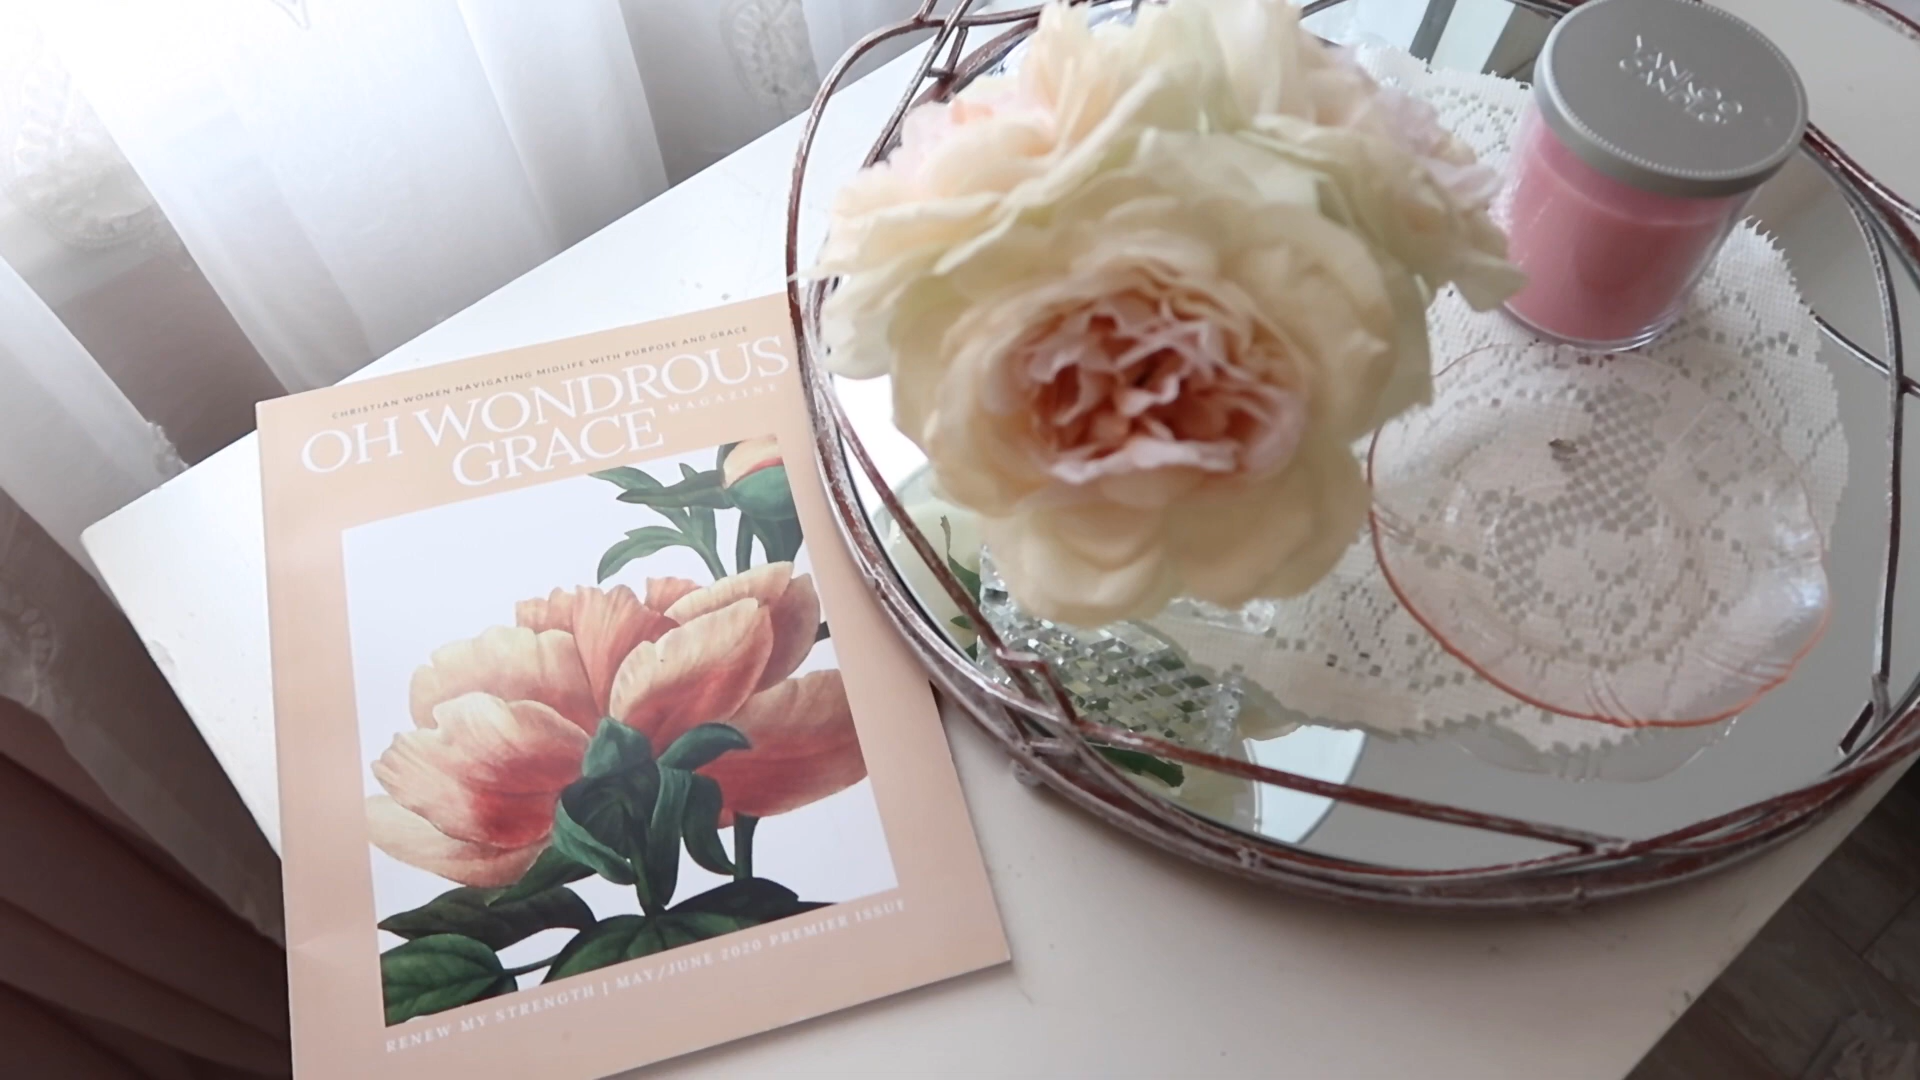 CHRISTIAN WOMEN NAVIGATING MIDLIFE WITH PURPOSE AND GRACE
OH WONDROUS
GRACE MAGAZINE
RENEW MY STRENGTH | MAY/JUNE 2020 PREMIER ISSUE
YANKEE
CANDLE